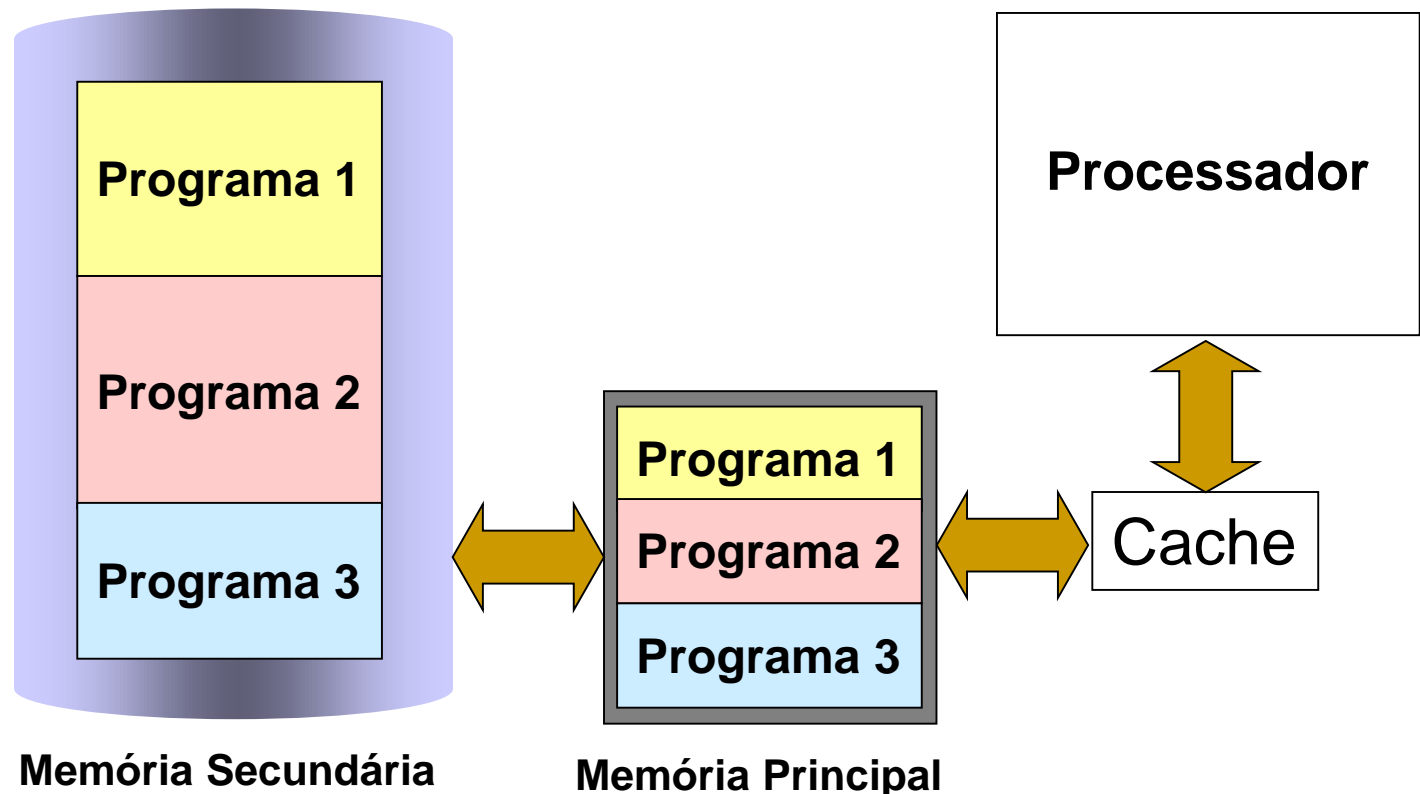 Programa 1
Programa 2
Programa 3
Memória Secundária
Programa 1
Programa 2
Programa 3
Memória Principal
Processador
Cache